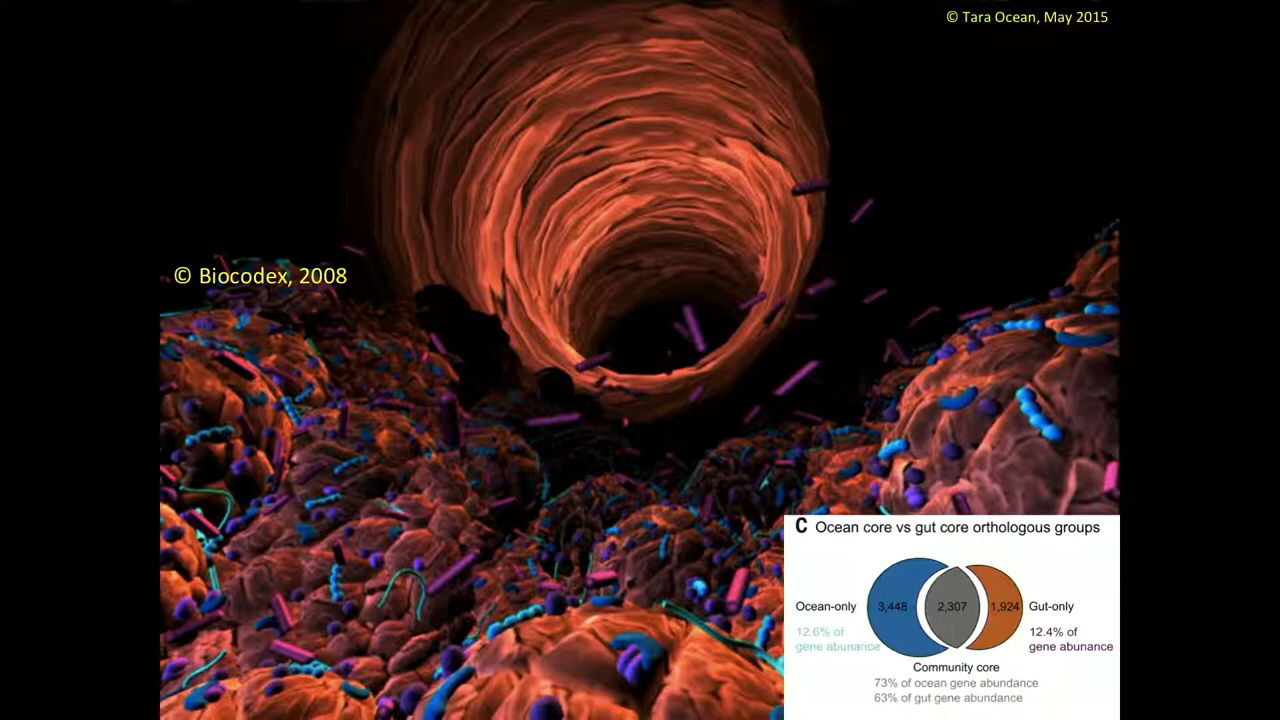 © Tara Ocean, May 2015
© Biocodex, 2008
C Ocean core vs gut core orthologous groups
Ocean-only 3,448 2,307 1,924 Gut-only
12.6% of
gene abunance
12.4% of
gene abunance
Community core
73% of ocean gene abundance
63% of gut gene abundance